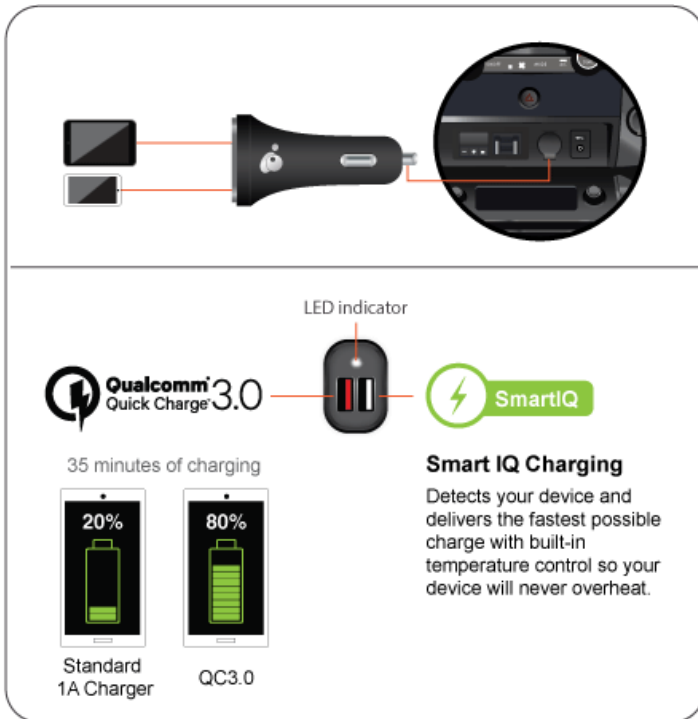 LED indicator
Qualcomm
Quick Charge 3.0
SmartIQ
35 minutes of charging
20%
80%
Standard
1A Charger
QC3.0
Smart IQ Charging
Detects your device and
delivers the fastest possible
charge with built-in
temperature control so your
device will never overheat.